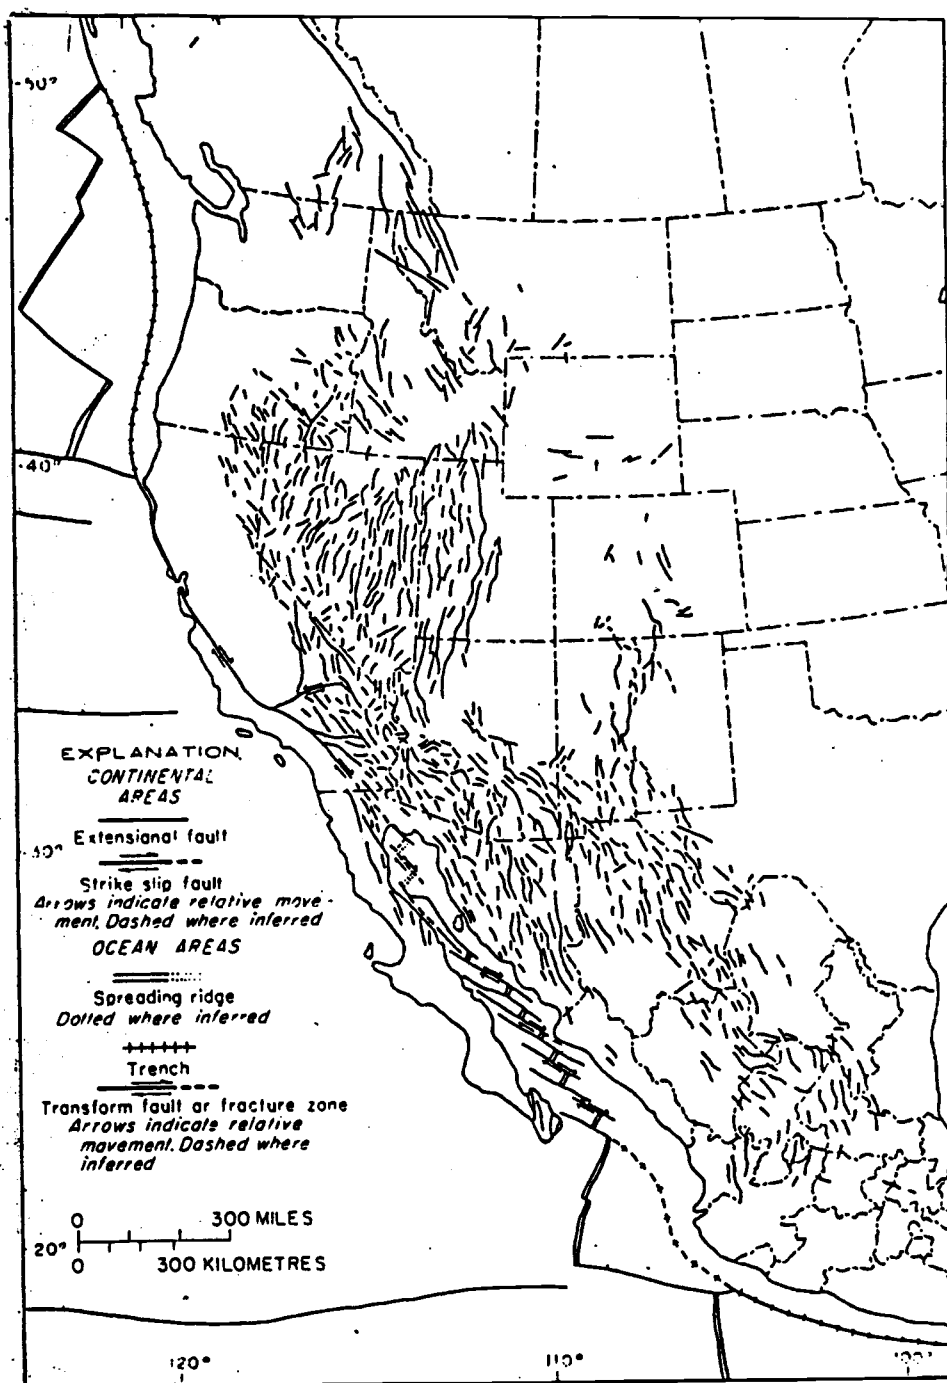 50°
40°
EXPLANATION
CONTINENTAL
AREAS
Extensional fault
30°
Strike slip fault
Arrows indicate relative move-
ment. Dashed where inferred
OCEAN AREAS
Spreading ridge
Dotted where inferred
Trench
Transform fault or fracture zone
Arrows indicate relative
movement. Dashed where
inferred
0 300 MILES
20°
0 300 KILOMETRES
120° 110° 100°